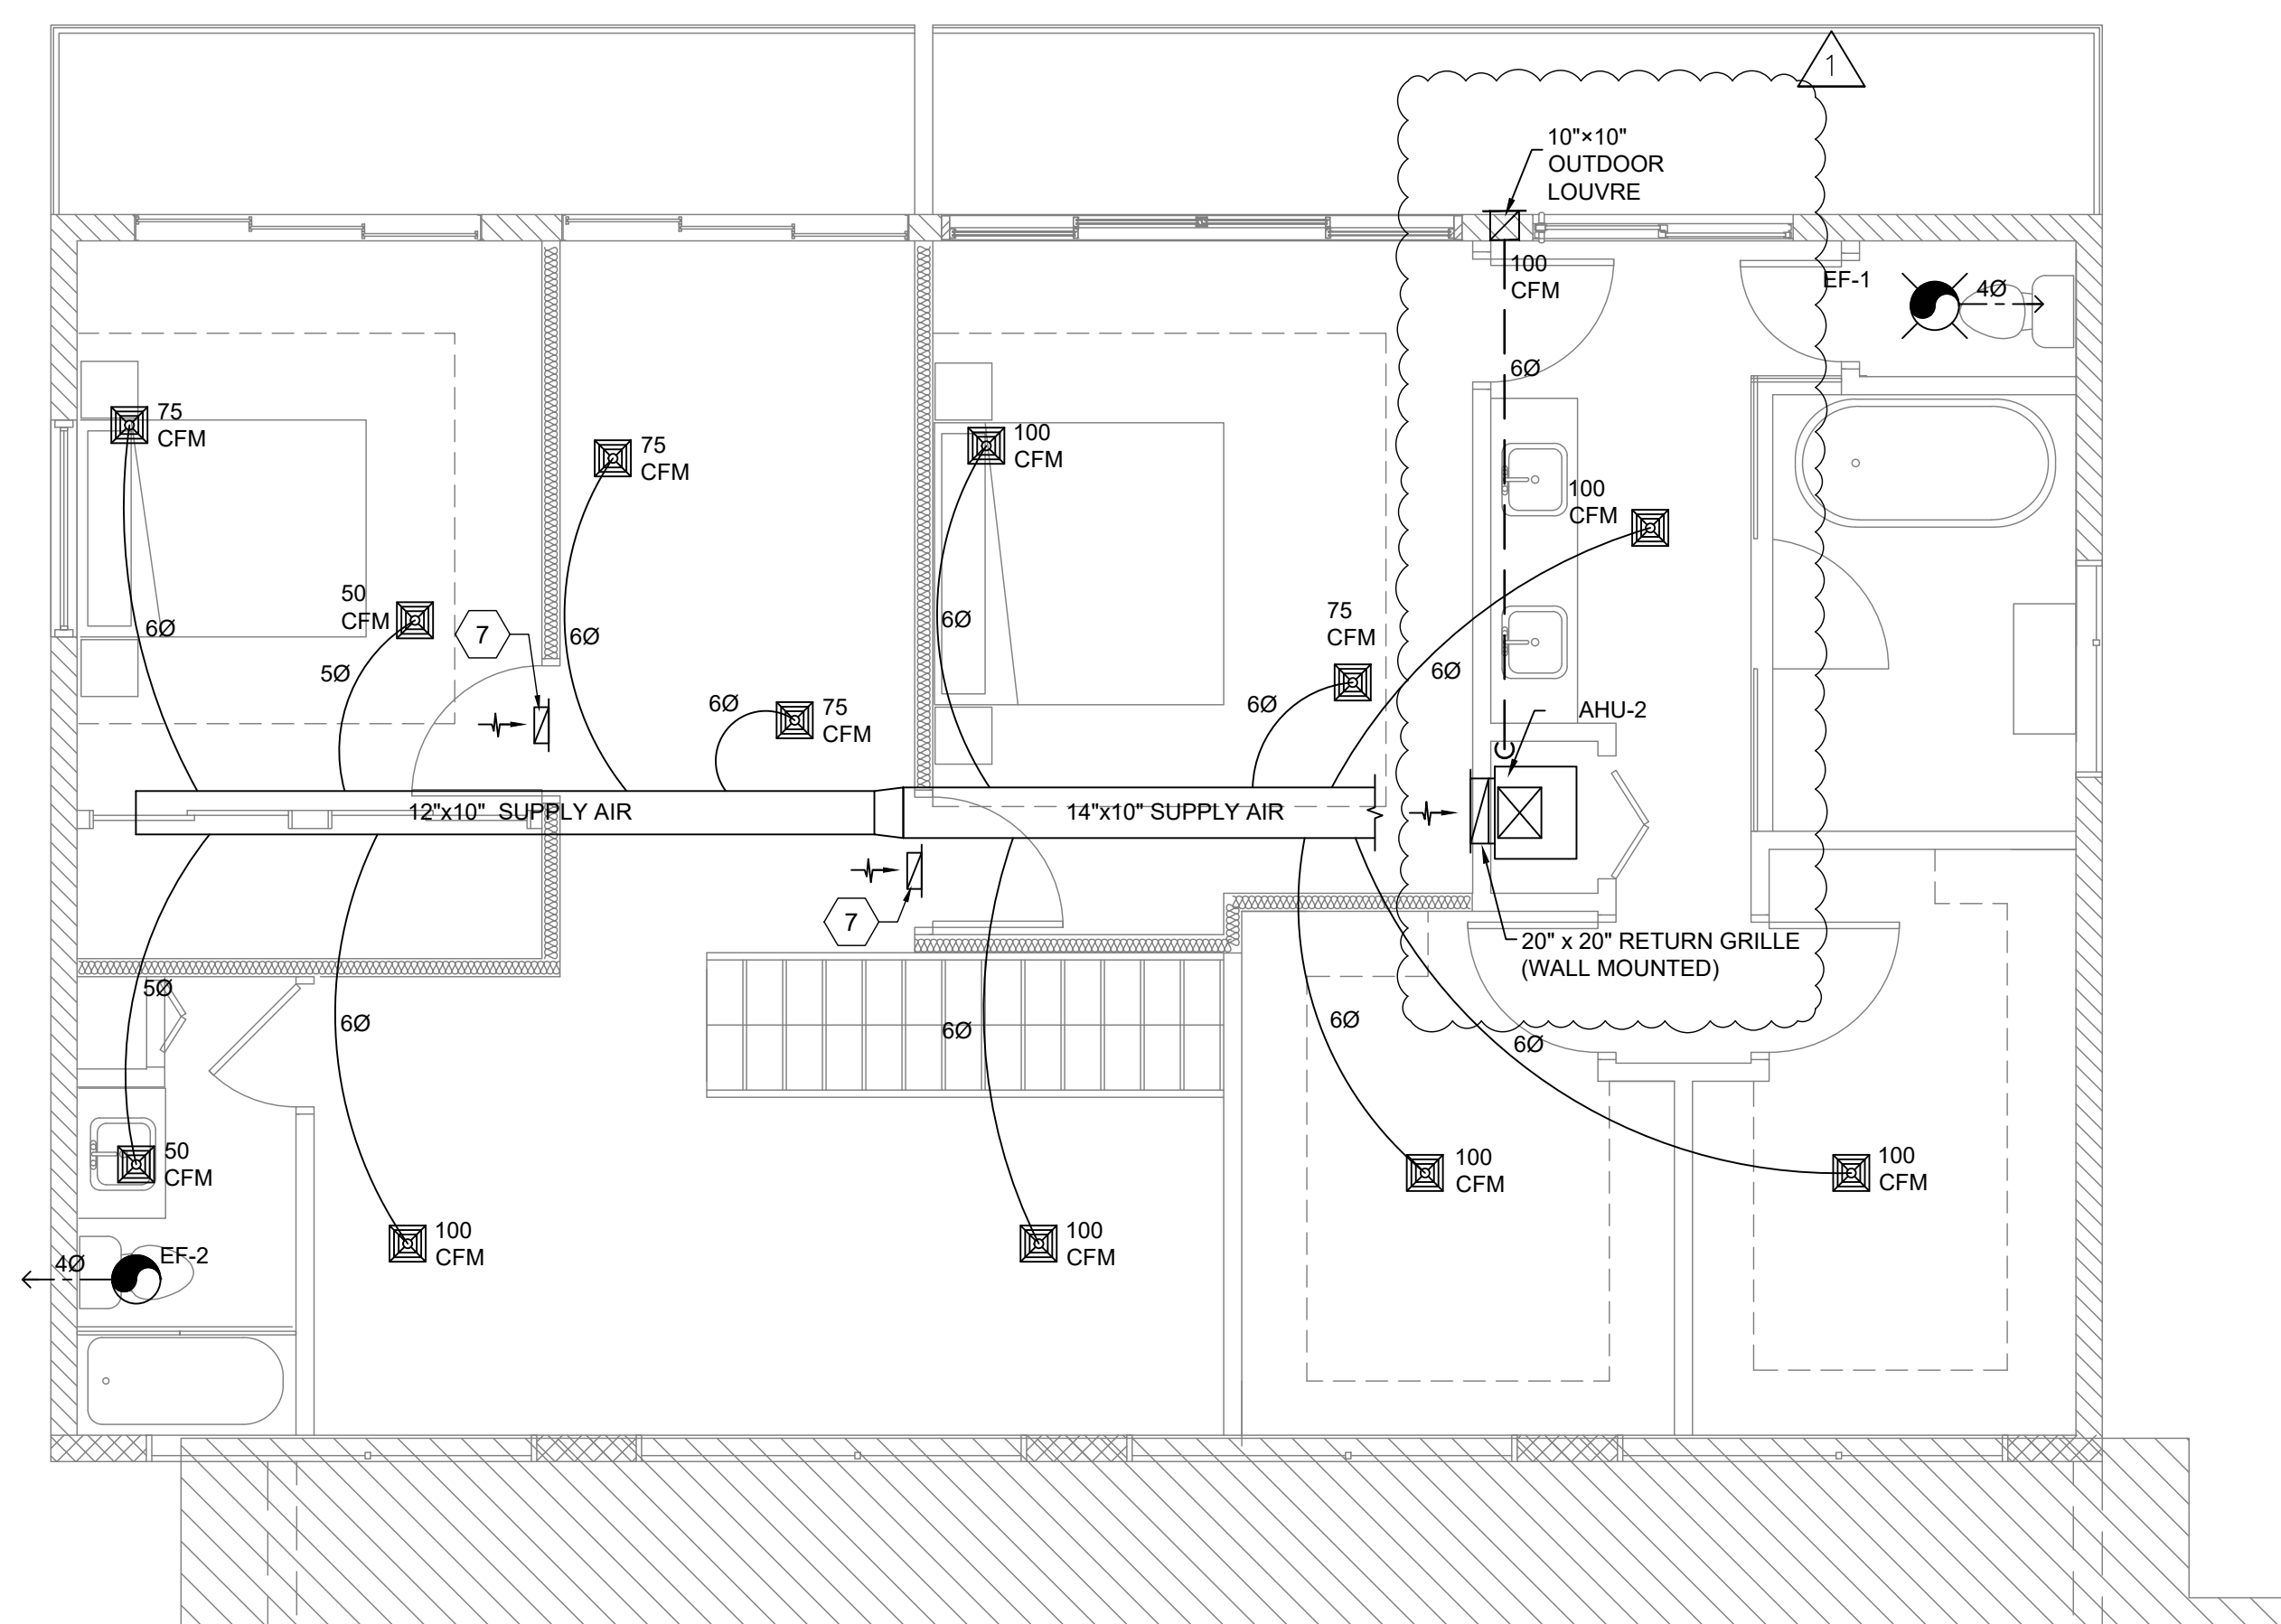 1
10"×10"
OUTDOOR
LOUVRE
100
CFM
EF-1
4Ø
6Ø
75
CFM
75
CFM
100
CFM
100
CFM
50
CFM
5Ø
6Ø
7
6Ø
6Ø
75
CFM
6Ø
75
CFM
6Ø
6Ø
AHU-2
12"x10" SUPPLY AIR
14"x10" SUPPLY AIR
7
20" x 20" RETURN GRILLE
(WALL MOUNTED)
5Ø
6Ø
6Ø
6Ø
6Ø
50
CFM
100
CFM
100
CFM
100
CFM
100
CFM
4Ø
EF-2